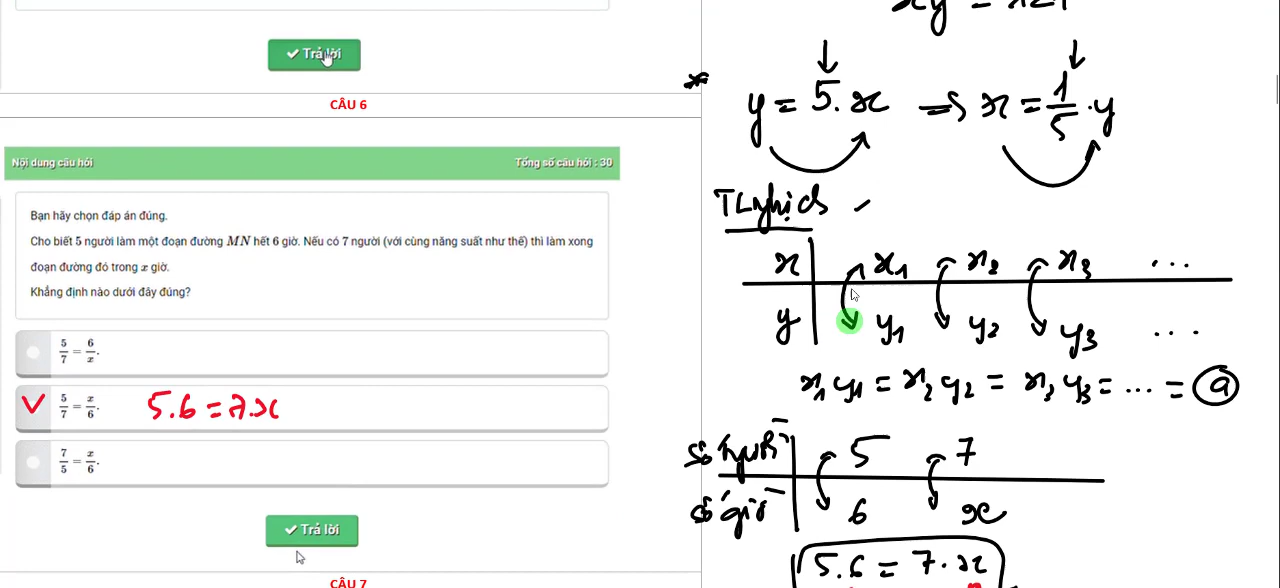 Trả lời
CÂU 6
Nội dung câu hỏi
Tổng số câu hỏi : 30
Bạn hãy chọn đáp án đúng.
Cho biết 5 người làm một đoạn đường MN hết 6 giờ. Nếu có 7 người (với cùng năng suất như thế) thì làm xong
đoạn đường đó trong x giờ.
Khẳng định nào dưới đây đúng?
5/7 = 6/x.
5/7 = x/6.
5.6 = 7.x
7/5 = x/6.
Trả lời
CÂU 7
* y = 5.x ⇒ x = 1/5 . y
TL nghịch
x x₁ x₂ x₃ ...
y y₁ y₂ y₃ ...
x₁y₁ = x₂y₂ = x₃y₃ = ... = a
Số người 5 7
Số giờ 6 x
5.6 = 7.x